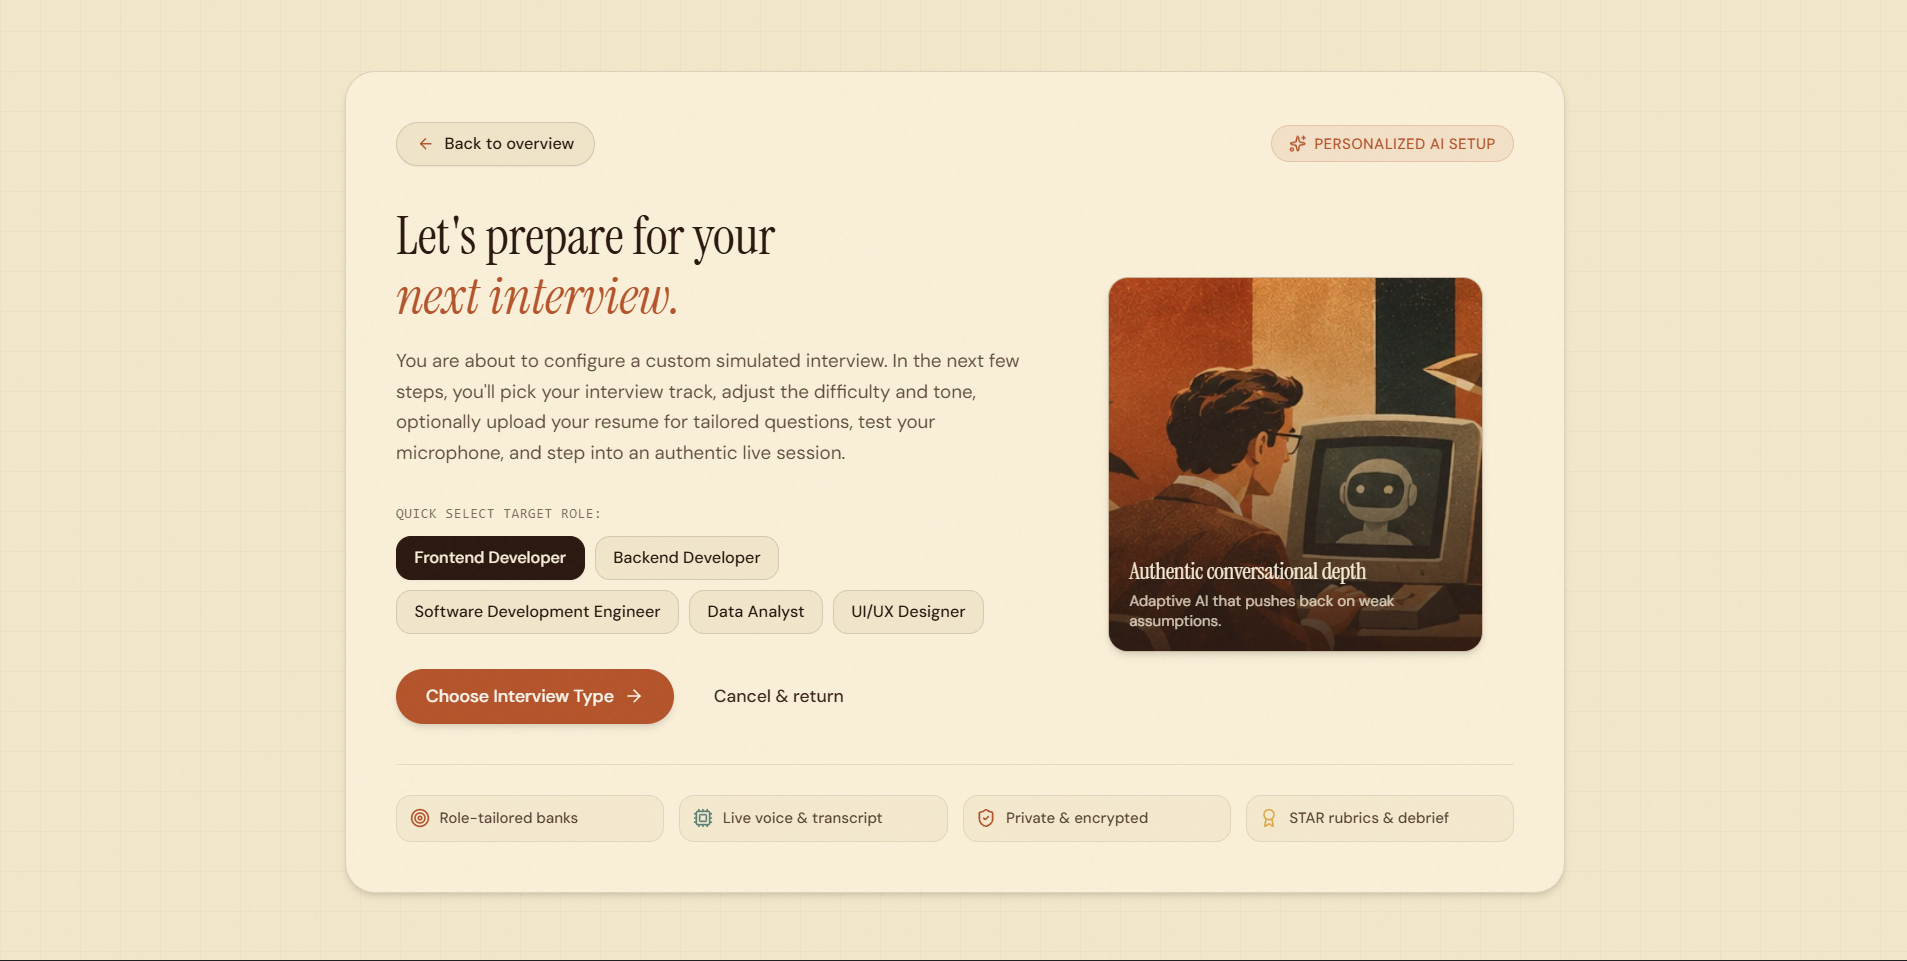 Back to overview
PERSONALIZED AI SETUP
Let's prepare for your
next interview.
You are about to configure a custom simulated interview. In the next few
steps, you'll pick your interview track, adjust the difficulty and tone,
optionally upload your resume for tailored questions, test your
microphone, and step into an authentic live session.
QUICK SELECT TARGET ROLE:
Frontend Developer
Backend Developer
Software Development Engineer
Data Analyst
UI/UX Designer
Choose Interview Type
Cancel & return
Authentic conversational depth
Adaptive AI that pushes back on weak
assumptions.
Role-tailored banks
Live voice & transcript
Private & encrypted
STAR rubrics & debrief